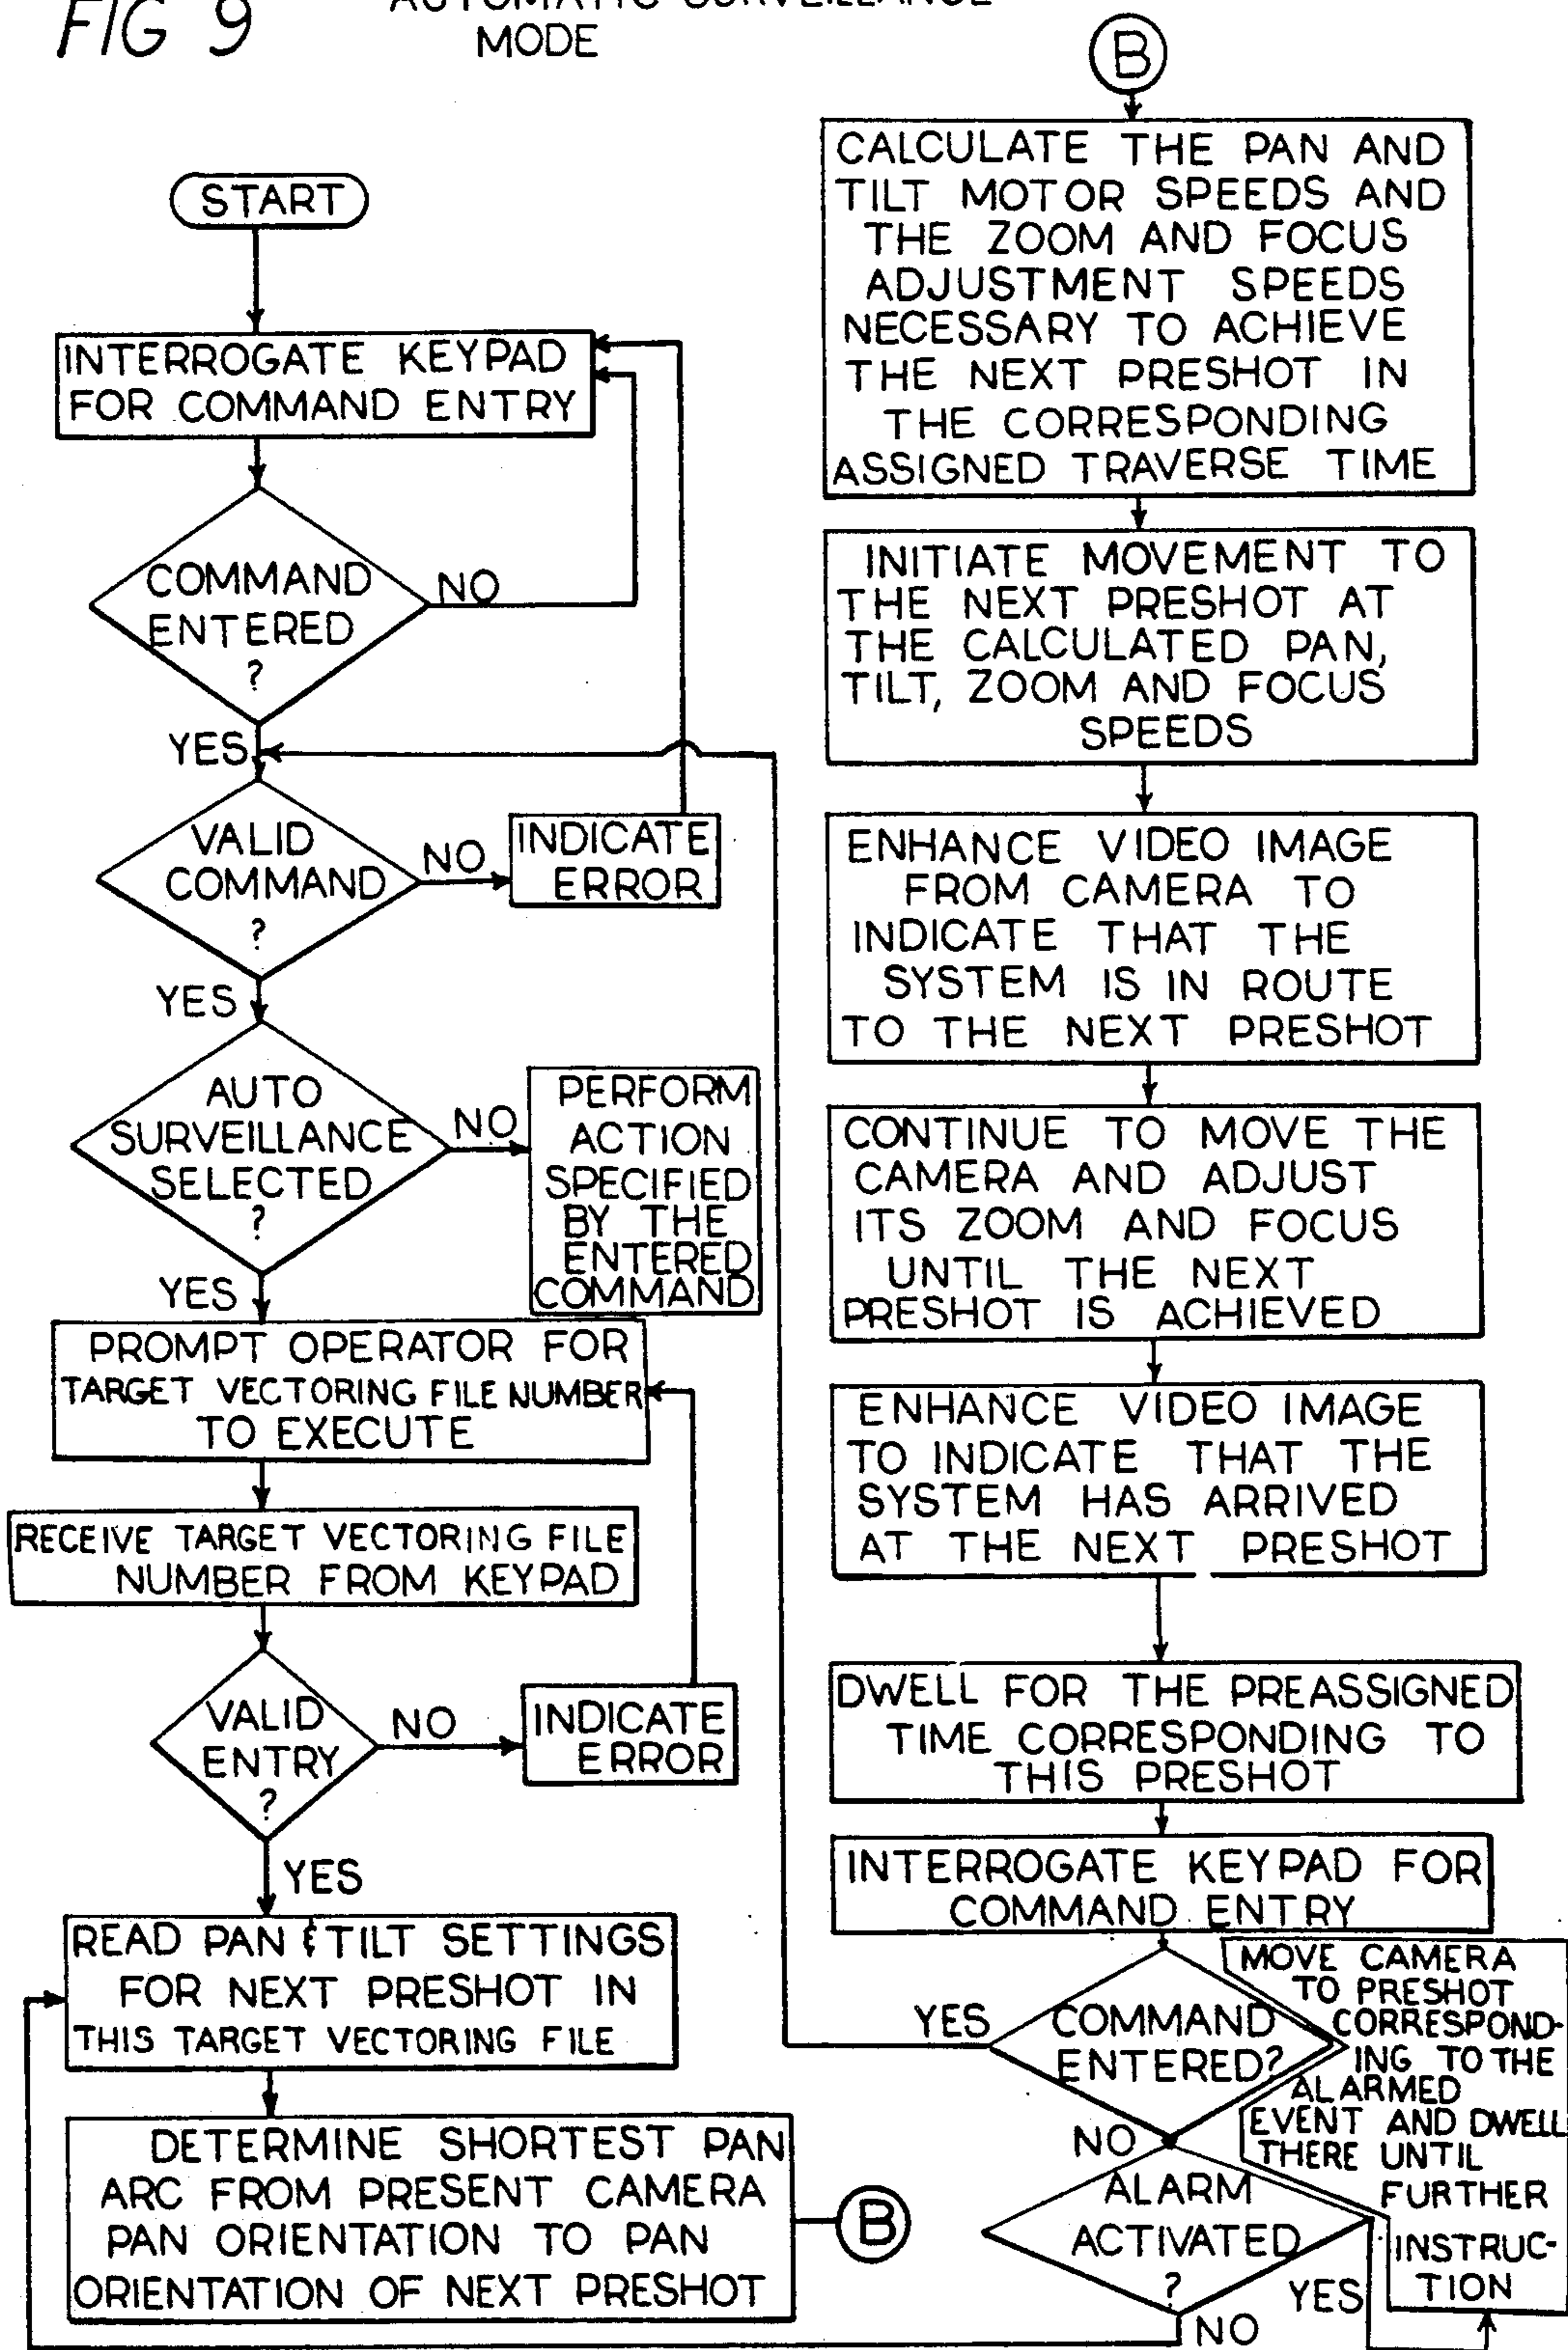 FIG 9
AUTOMATIC SURVEILLANCE
MODE
START
INTERROGATE KEYPAD
FOR COMMAND ENTRY
COMMAND
ENTERED
?
NO
YES
VALID
COMMAND
?
NO
INDICATE
ERROR
YES
AUTO
SURVEILLANCE
SELECTED
?
NO
PERFORM
ACTION
SPECIFIED
BY THE
ENTERED
COMMAND
YES
PROMPT OPERATOR FOR
TARGET VECTORING FILE NUMBER
TO EXECUTE
RECEIVE TARGET VECTORING FILE
NUMBER FROM KEYPAD
VALID
ENTRY
?
NO
INDICATE
ERROR
YES
READ PAN & TILT SETTINGS
FOR NEXT PRESHOT IN
THIS TARGET VECTORING FILE
DETERMINE SHORTEST PAN
ARC FROM PRESENT CAMERA
PAN ORIENTATION TO PAN
ORIENTATION OF NEXT PRESHOT
B
B
CALCULATE THE PAN AND
TILT MOTOR SPEEDS AND
THE ZOOM AND FOCUS
ADJUSTMENT SPEEDS
NECESSARY TO ACHIEVE
THE NEXT PRESHOT IN
THE CORRESPONDING
ASSIGNED TRAVERSE TIME
INITIATE MOVEMENT TO
THE NEXT PRESHOT AT
THE CALCULATED PAN,
TILT, ZOOM AND FOCUS
SPEEDS
ENHANCE VIDEO IMAGE
FROM CAMERA TO
INDICATE THAT THE
SYSTEM IS IN ROUTE
TO THE NEXT PRESHOT
CONTINUE TO MOVE THE
CAMERA AND ADJUST
ITS ZOOM AND FOCUS
UNTIL THE NEXT
PRESHOT IS ACHIEVED
ENHANCE VIDEO IMAGE
TO INDICATE THAT THE
SYSTEM HAS ARRIVED
AT THE NEXT PRESHOT
DWELL FOR THE PREASSIGNED
TIME CORRESPONDING TO
THIS PRESHOT
INTERROGATE KEYPAD FOR
COMMAND ENTRY
COMMAND
ENTERED?
YES
NO
ALARM
ACTIVATED
?
YES
NO
MOVE CAMERA
TO PRESHOT
CORRESPOND-
ING TO THE
ALARMED
EVENT AND DWELL
THERE UNTIL
FURTHER
INSTRUC-
TION